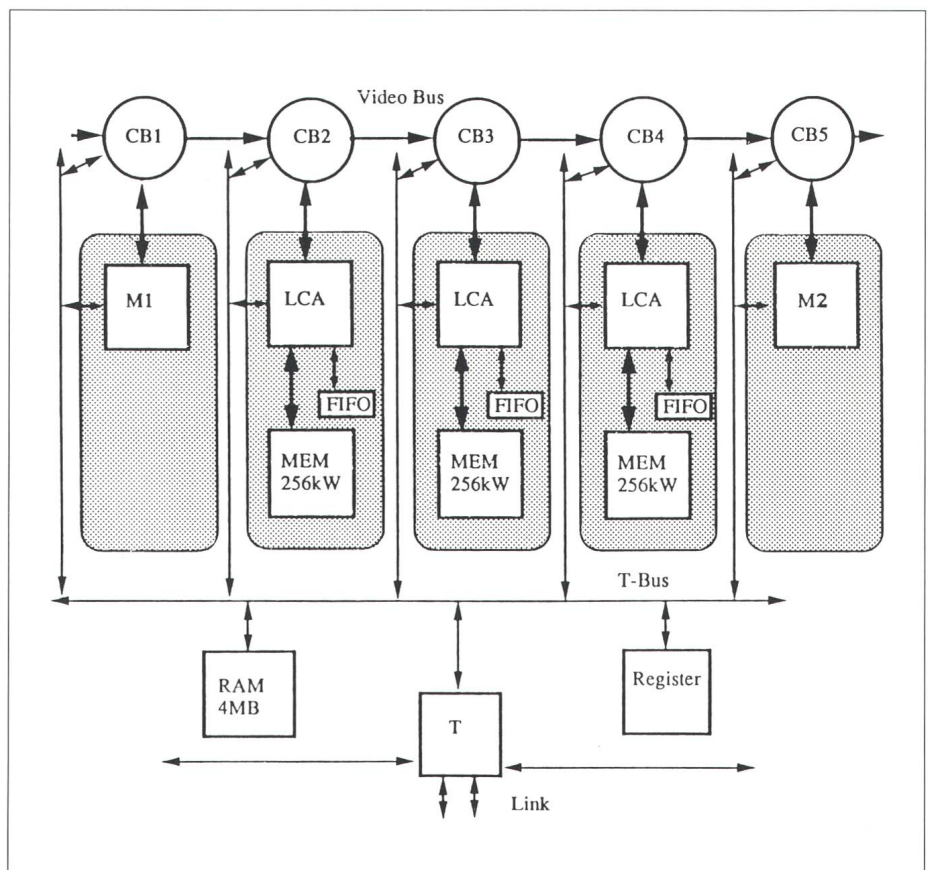 Video Bus
CB1 CB2 CB3 CB4 CB5
M1 LCA LCA LCA M2
FIFO FIFO FIFO
MEM
256kW
MEM
256kW
MEM
256kW
T-Bus
RAM
4MB
Register
T
Link